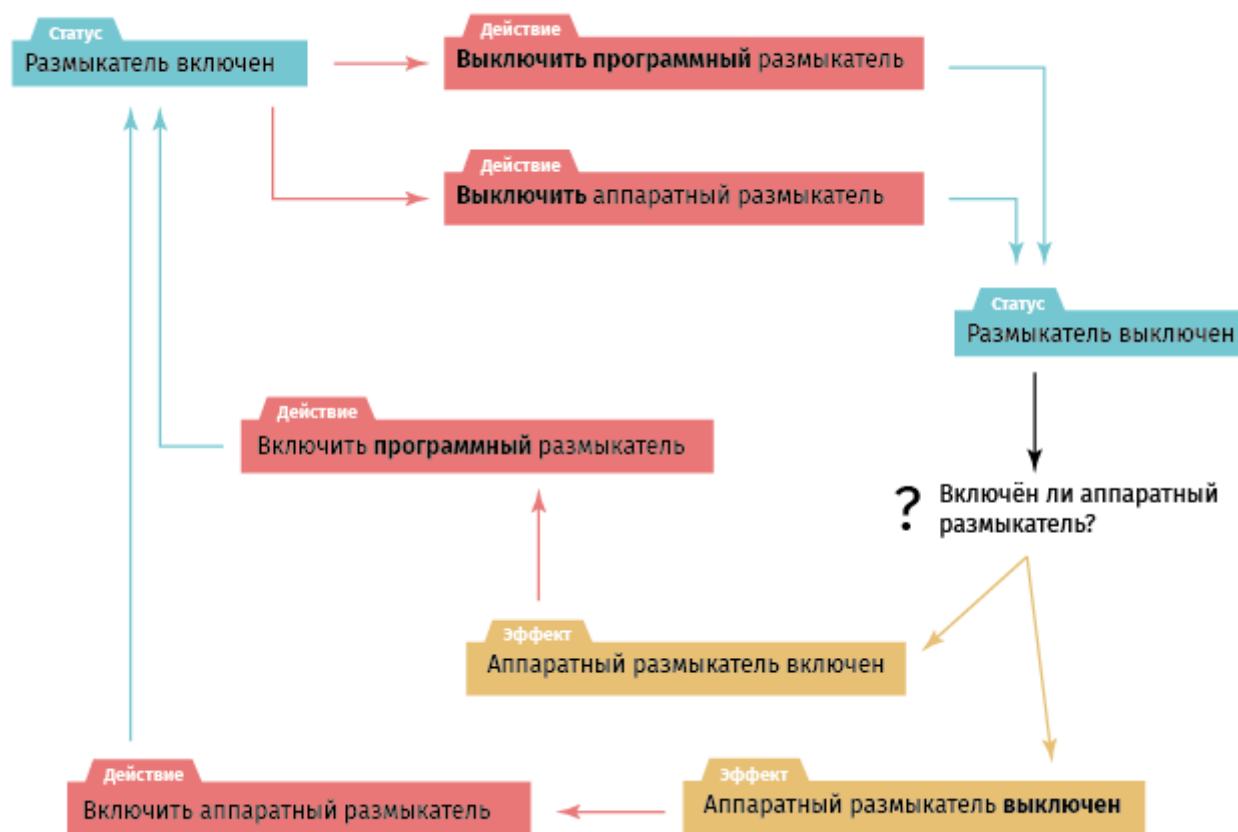 Статус
Размыкатель включен
Действие
Выключить программный размыкатель
Действие
Выключить аппаратный размыкатель
Статус
Размыкатель выключен
Действие
Включить программный размыкатель
? Включён ли аппаратный
размыкатель?
Эффект
Аппаратный размыкатель включен
Действие
Включить аппаратный размыкатель
Эффект
Аппаратный размыкатель выключен